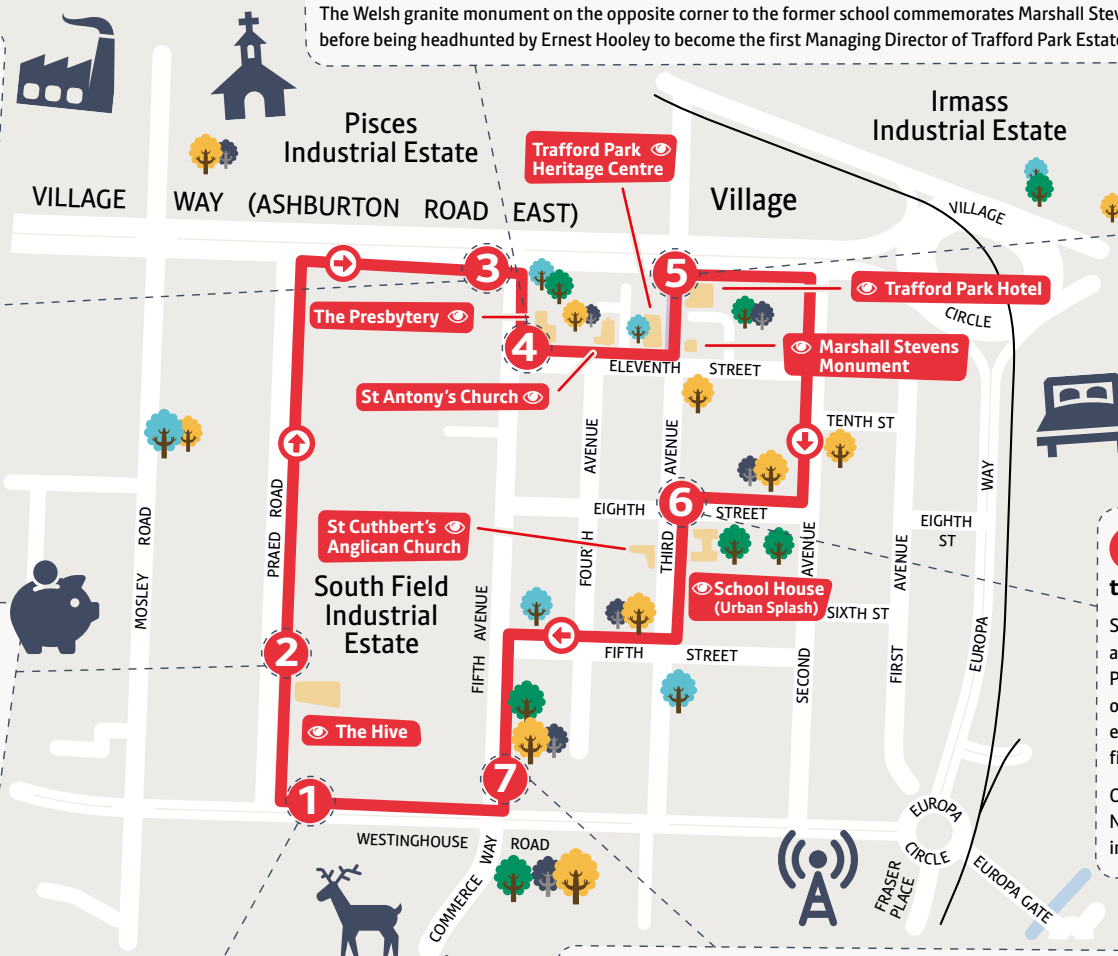 The Welsh granite monument on the opposite corner to the former school commemorates Marshall Stev
before being headhunted by Ernest Hooley to become the first Managing Director of Trafford Park Estate
Pisces
Industrial Estate
Irmass
Industrial Estate
Trafford Park
Heritage Centre
VILLAGE WAY (ASHBURTON ROAD EAST)
Village
VILLAGE
CIRCLE
3
5
Trafford Park Hotel
The Presbytery
4
Marshall Stevens
Monument
ELEVENTH STREET
St Antony's Church
TENTH ST
AVENUE
AVENUE
WAY
PRAED ROAD
MOSLEY ROAD
6
EIGHTH STREET
EIGHTH
ST
St Cuthbert's
Anglican Church
FOURTH
THIRD
AVENUE
AVENUE
School House
(Urban Splash)
SIXTH ST
South Field
Industrial
Estate
FIFTH AVENUE
2
FIFTH STREET
SECOND
FIRST
EUROPA
The Hive
7
1
WESTINGHOUSE ROAD
COMMERCE WAY
EUROPA
CIRCLE
FRASER
PLACE
EUROPA GATE
t
S
a
P
o
e
fi
O
N
i